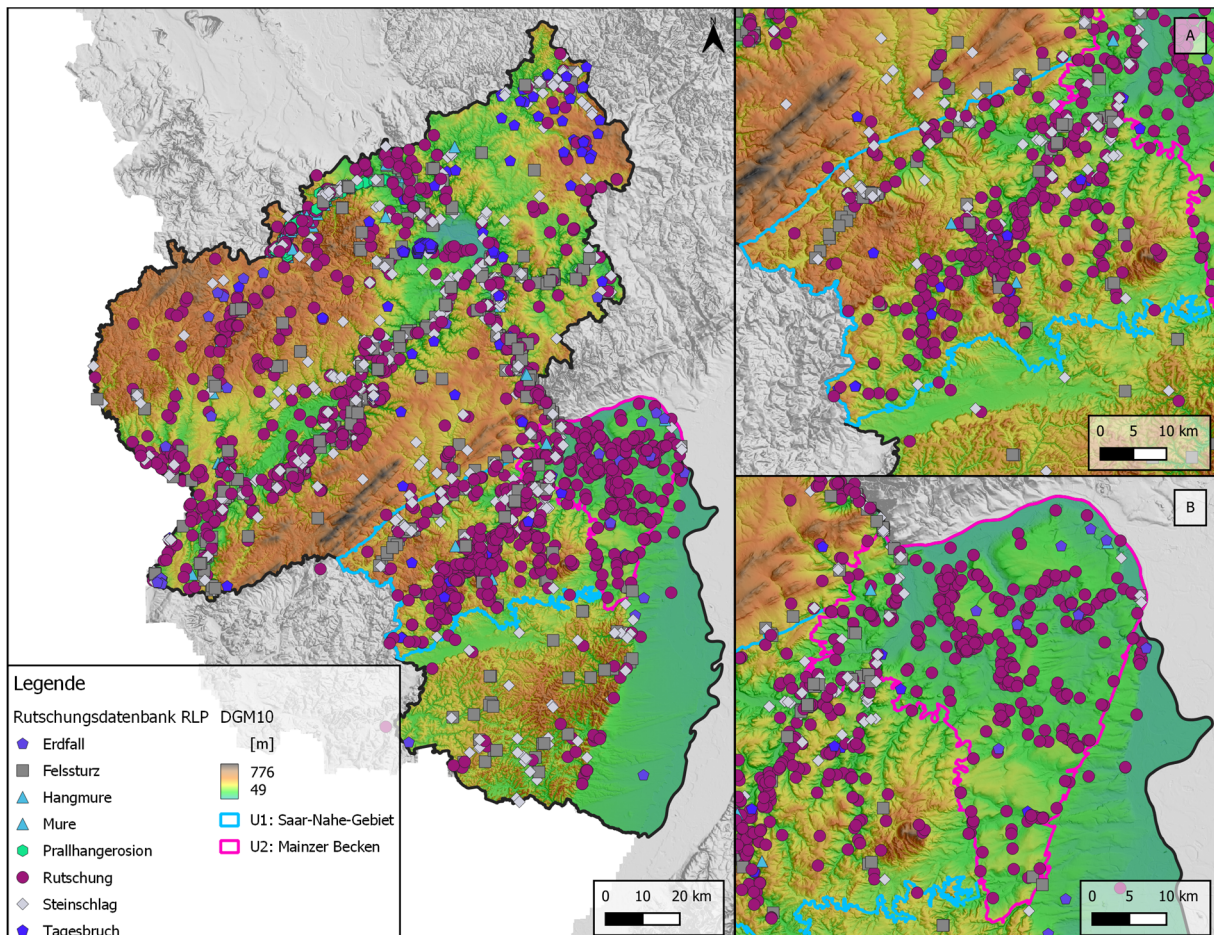 N
A
0 5 10 km
B
0 5 10 km
Legende
Rutschungsdatenbank RLP
Erdfall
Felssturz
Hangmure
Mure
Prallhangerosion
Rutschung
Steinschlag
Tagesbruch
DGM10
[m]
776
49
U1: Saar-Nahe-Gebiet
U2: Mainzer Becken
0 10 20 km